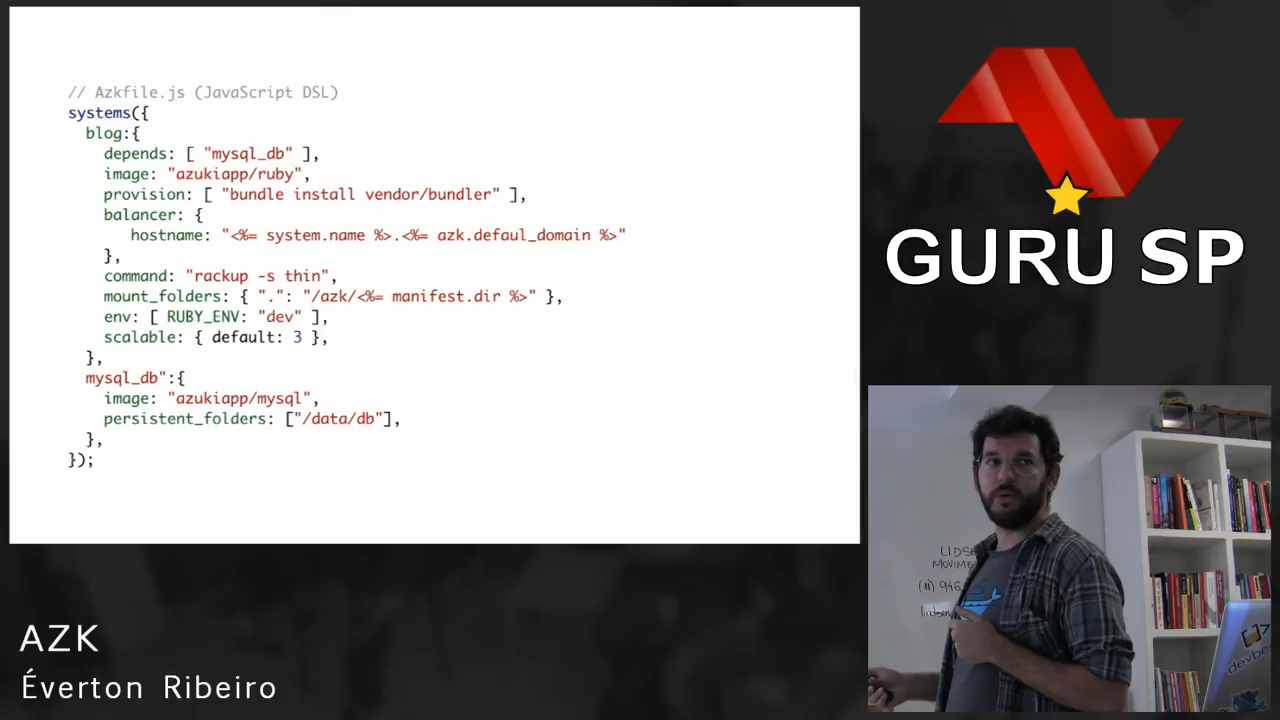 // Azkfile.js (JavaScript DSL)
systems({
blog:{
depends: [ "mysql_db" ],
image: "azukiapp/ruby",
provision: [ "bundle install vendor/bundler" ],
balancer: {
hostname: "<%= system.name %>.<%= azk.defaul_domain %>"
},
command: "rackup -s thin",
mount_folders: { ".": "/azk/<%= manifest.dir %>" },
env: [ RUBY_ENV: "dev" ],
scalable: { default: 3 },
},
mysql_db":{
image: "azukiapp/mysql",
persistent_folders: ["/data/db"],
},
});
GURU SP
AZK
Éverton Ribeiro